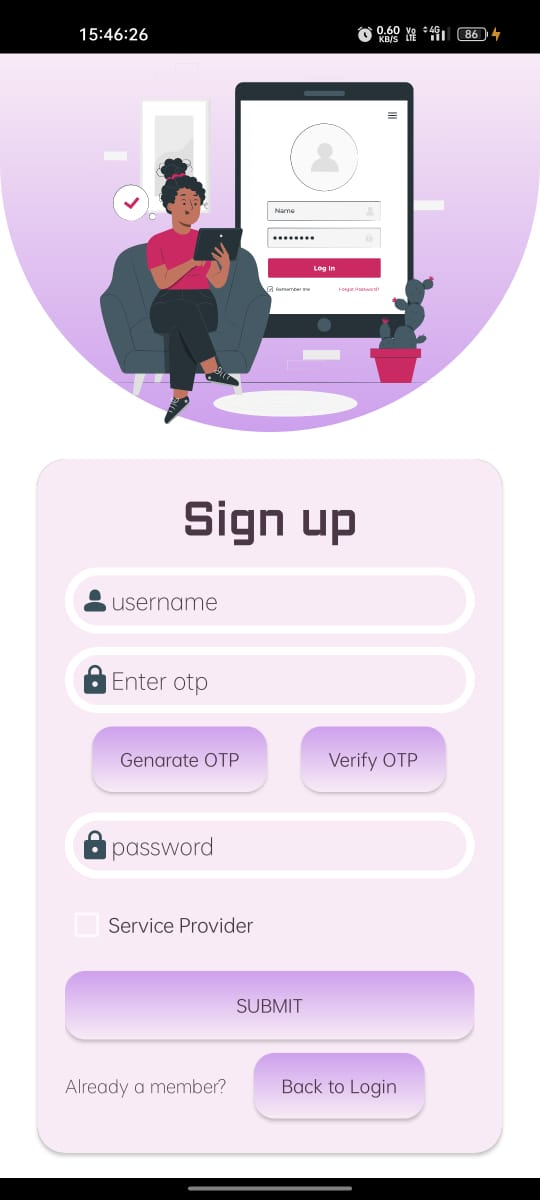 15:46:26
0.60 KB/S Vo LTE 4G 86
Name
••••••••
Log In
Remember me Forgot Password?
Sign up
username
Enter otp
Genarate OTP Verify OTP
password
Service Provider
SUBMIT
Already a member? Back to Login